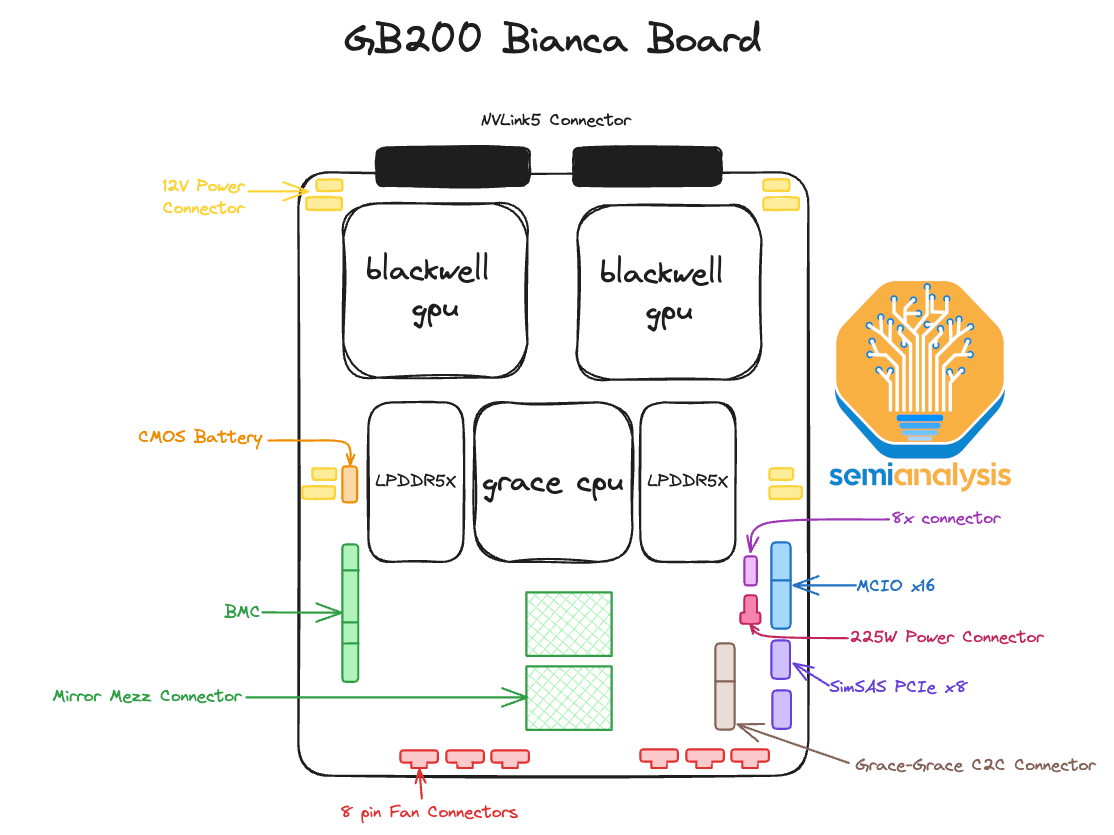 GB200 Bianca Board
NVLink5 Connector
12V Power
Connector
blackwell
gpu
blackwell
gpu
semianalysis
CMOS Battery
LPDDR5X
grace cpu
LPDDR5X
8x connector
MCIO x16
BMC
225W Power Connector
SimSAS PCIe x8
Mirror Mezz Connector
Grace-Grace C2C Connector
8 pin Fan Connectors